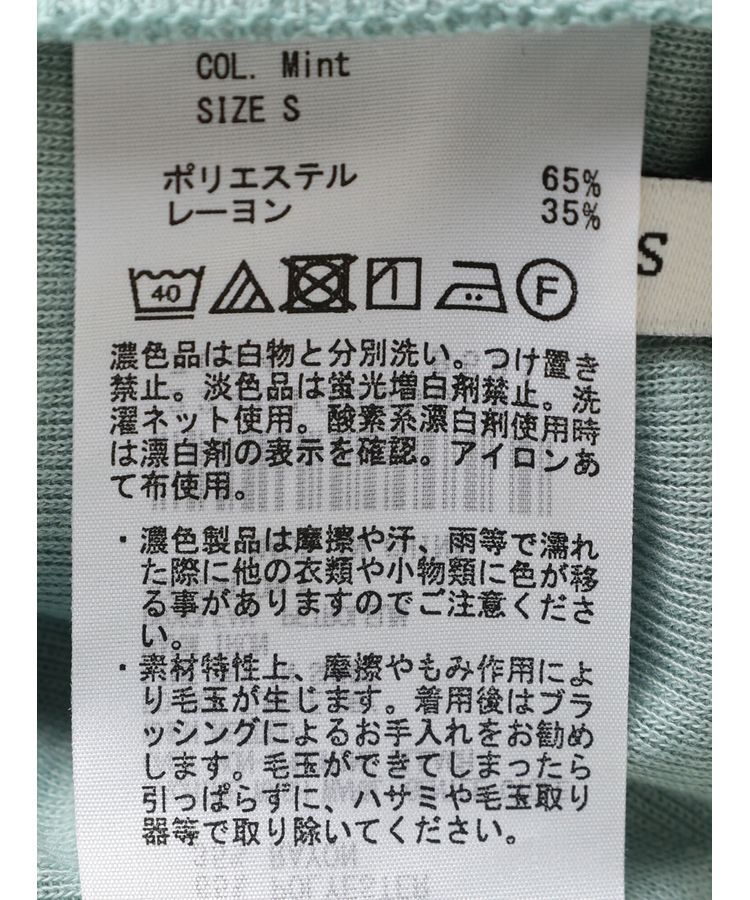 COL. Mint
SIZE S
ポリエステル 65%
レーヨン 35%
S
40
F
濃色品は白物と分別洗い。つけ置き
禁止。淡色品は蛍光増白剤禁止。洗
濯ネット使用。酸素系漂白剤使用時
は漂白剤の表示を確認。アイロンあ
て布使用。
・濃色製品は摩擦や汗、雨等で濡れ
た際に他の衣類や小物類に色が移
る事がありますのでご注意くださ
い。
・素材特性上、摩擦やもみ作用によ
り毛玉が生じます。着用後はブラ
ッシングによるお手入れをお勧め
します。毛玉ができてしまったら
引っぱらずに、ハサミや毛玉取り
器等で取り除いてください。
35% RAYON
65% POLYESTER